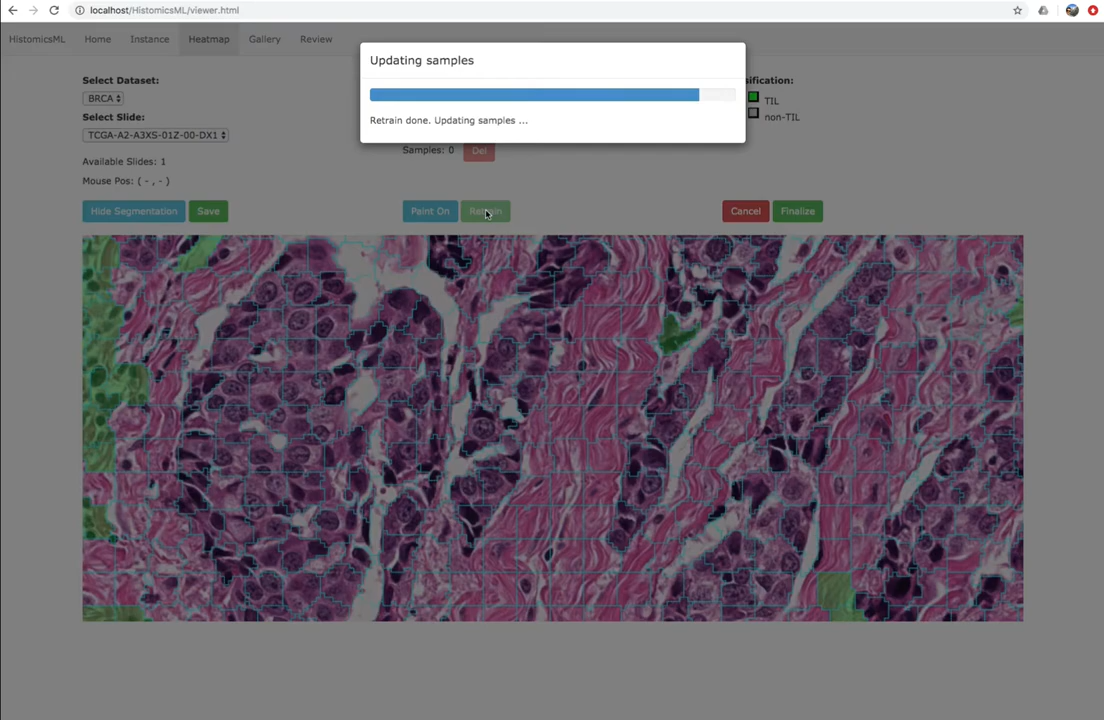 localhost/HistomicsML/viewer.html
HistomicsML Home Instance Heatmap Gallery Review
Updating samples
Retrain done. Updating samples ...
Select Dataset:
BRCA
Select Slide:
TCGA-A2-A3XS-01Z-00-DX1
Available Slides: 1
Mouse Pos: ( - , - )
Samples: 0 Del
sification:
TIL
non-TIL
Hide Segmentation Save Paint On Retrain Cancel Finalize